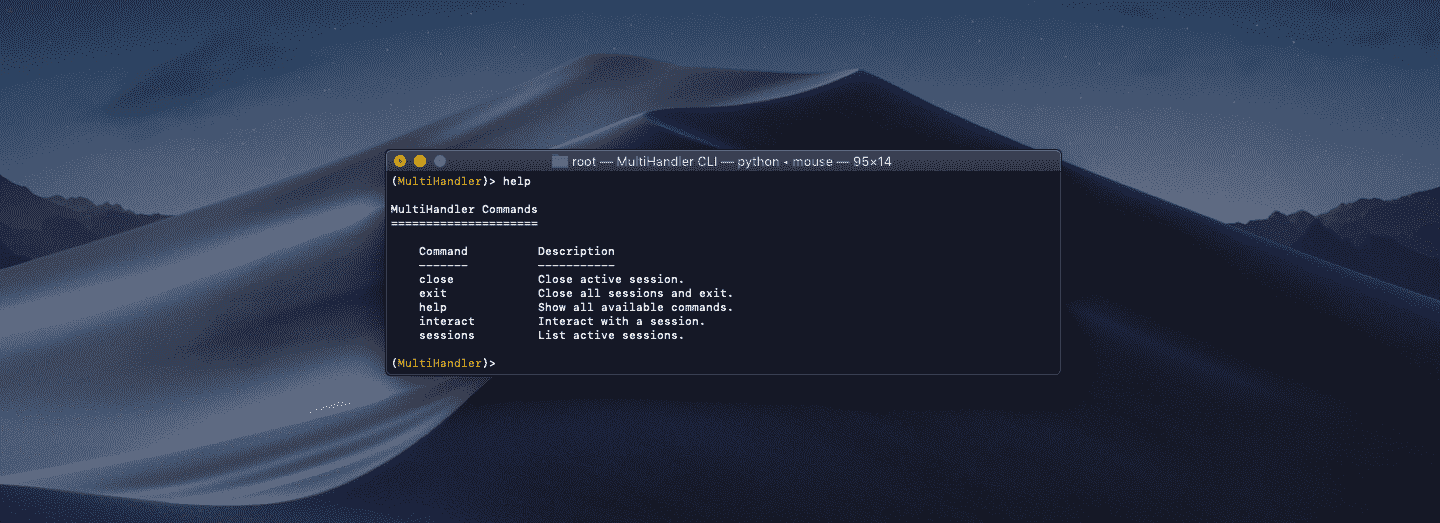 root — MultiHandler CLI — python ◂ mouse — 95×14
(MultiHandler)> help
MultiHandler Commands
=====================
Command Description
------- -----------
close Close active session.
exit Close all sessions and exit.
help Show all available commands.
interact Interact with a session.
sessions List active sessions.
(MultiHandler)>